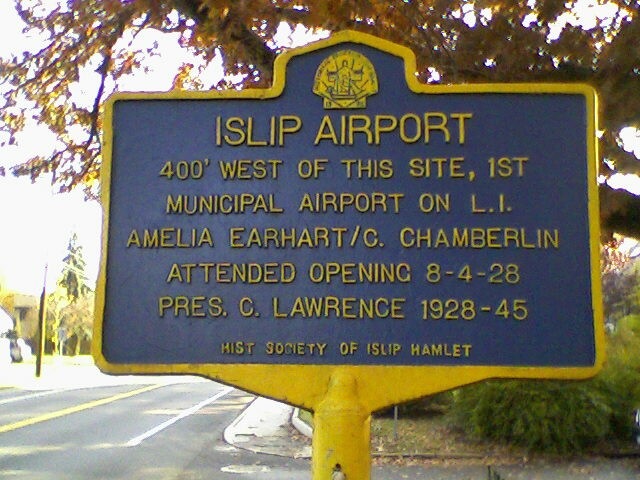 ISLIP AIRPORT
400' WEST OF THIS SITE, 1ST
MUNICIPAL AIRPORT ON L.I.
AMELIA EARHART/C. CHAMBERLIN
ATTENDED OPENING 8-4-28
PRES. C. LAWRENCE 1928-45
HIST SOCIETY OF ISLIP HAMLET